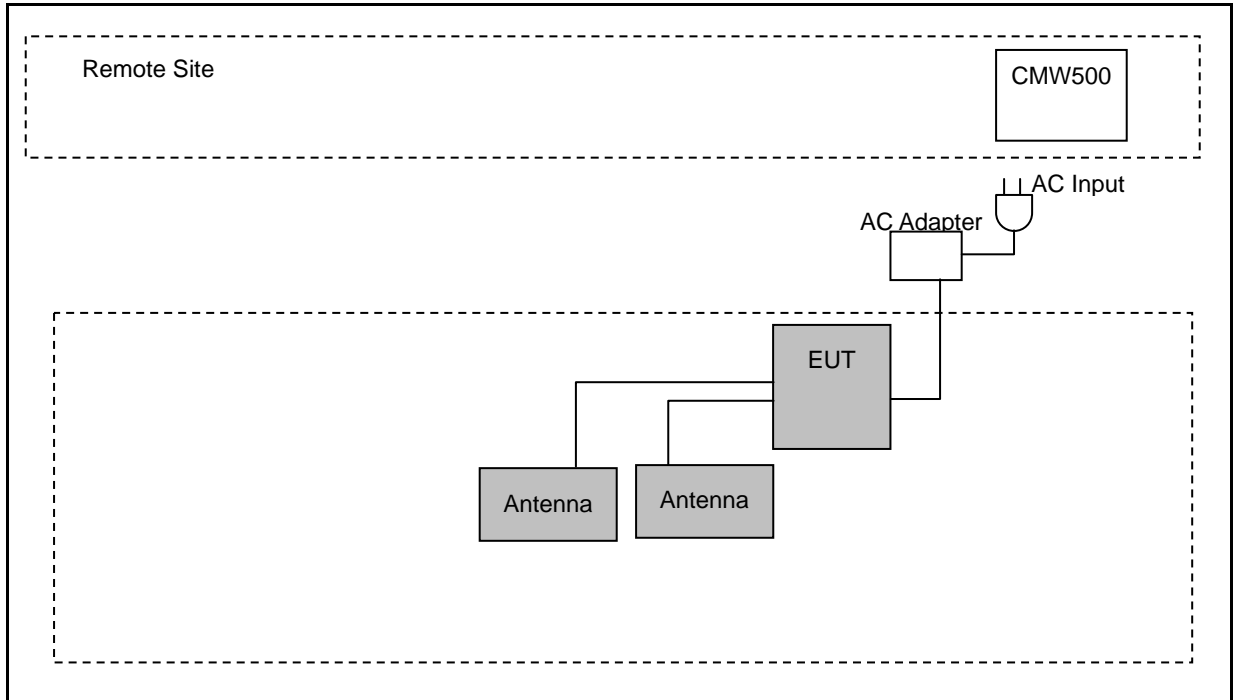 Remote Site
CMW500
AC Input
AC Adapter
EUT
Antenna
Antenna